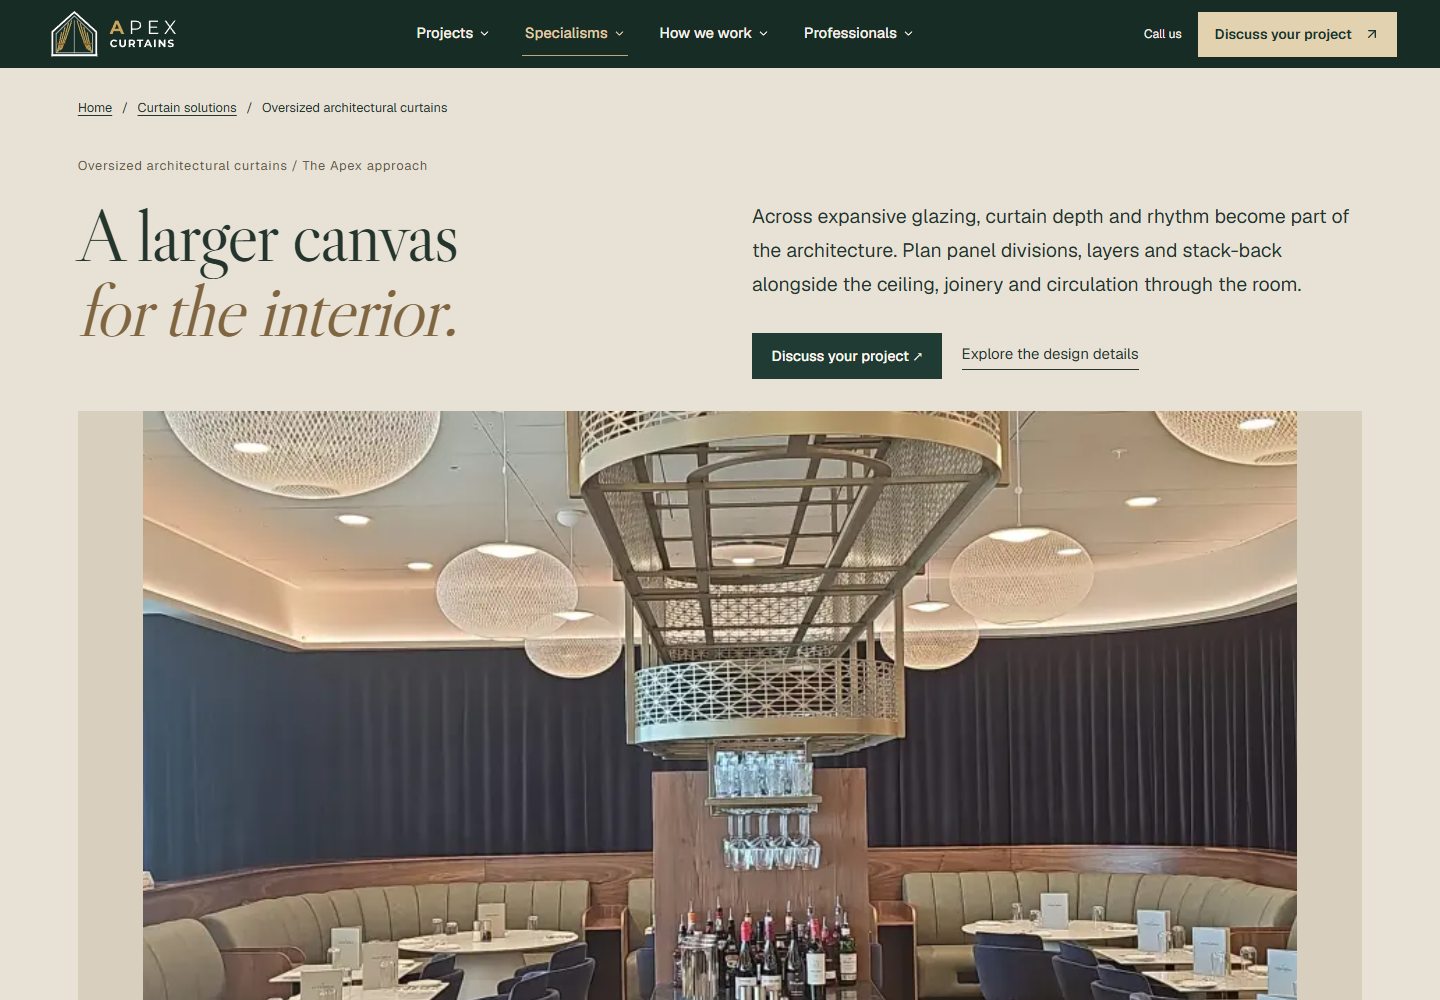 APEX
CURTAINS
Projects
Specialisms
How we work
Professionals
Call us
Discuss your project
Home / Curtain solutions / Oversized architectural curtains
Oversized architectural curtains / The Apex approach
A larger canvas
for the interior.
Across expansive glazing, curtain depth and rhythm become part of
the architecture. Plan panel divisions, layers and stack-back
alongside the ceiling, joinery and circulation through the room.
Discuss your project ↗
Explore the design details